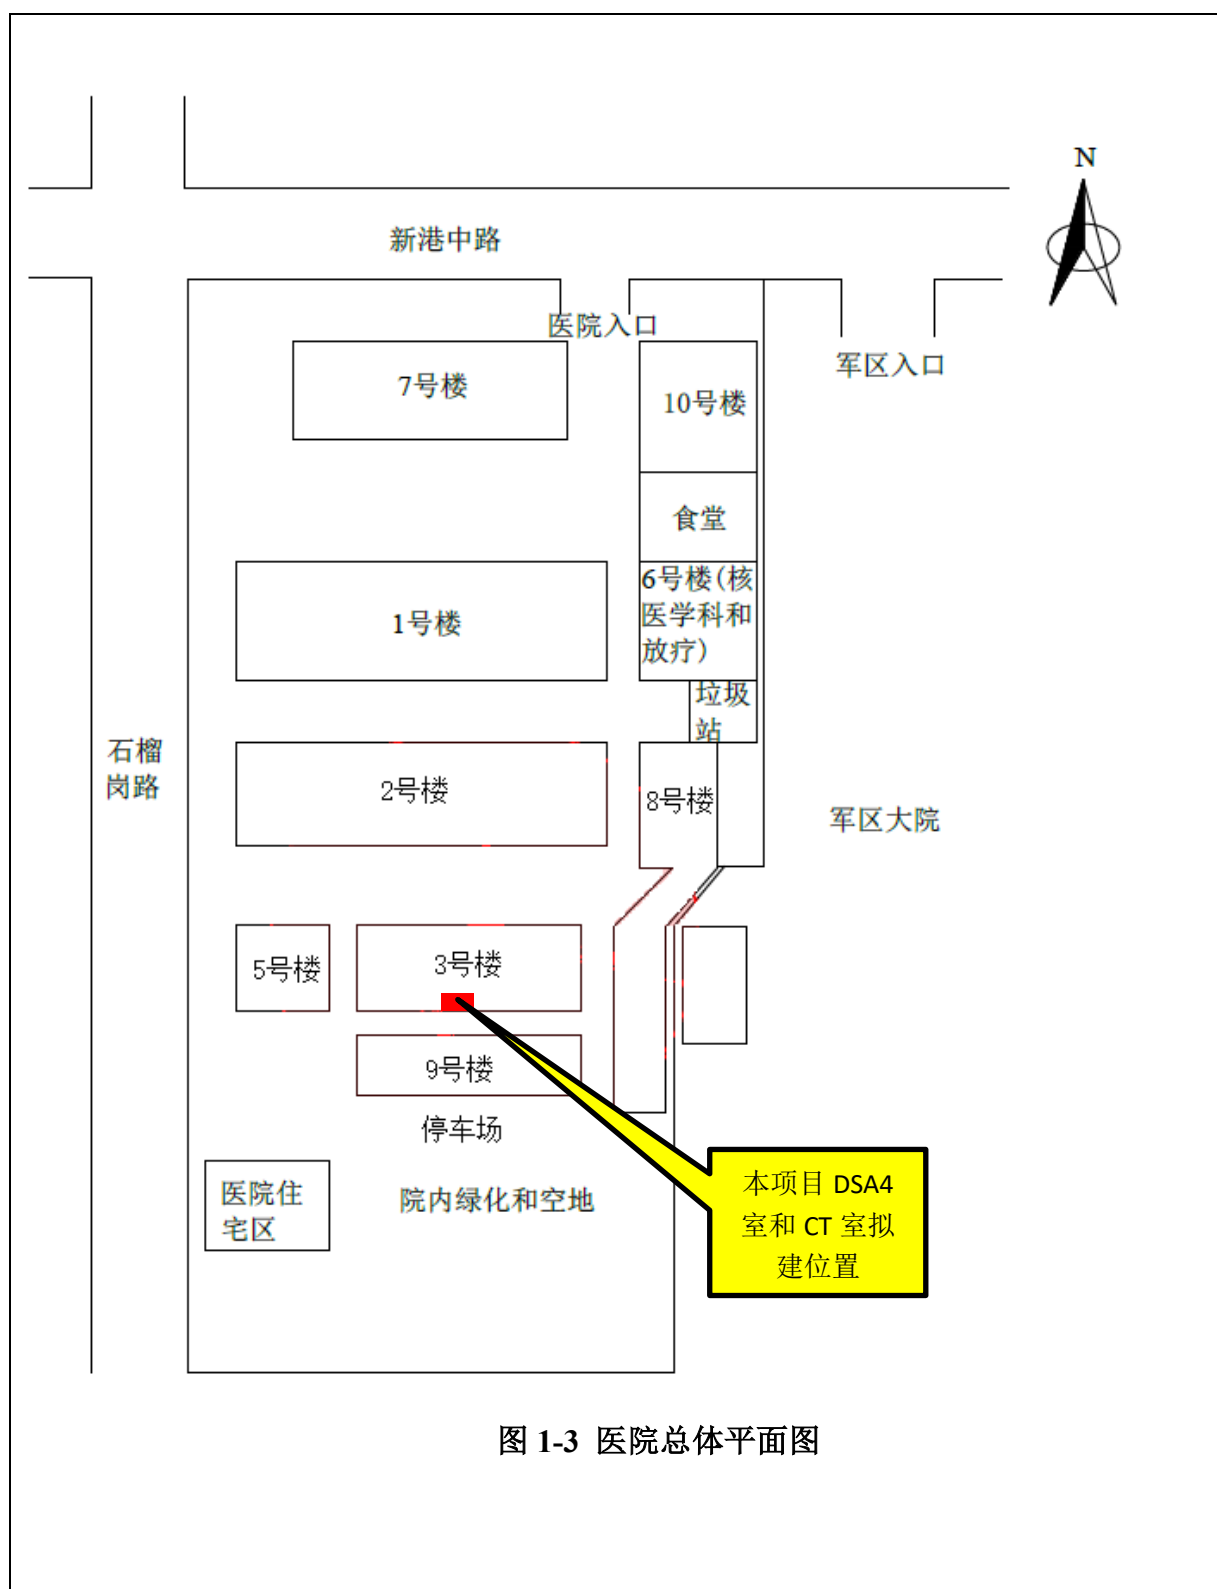 N
新港中路
医院入口
军区入口
7号楼
10号楼
食堂
6号楼(核
医学科和
放疗)
1号楼
垃圾
站
石榴
岗路
2号楼
8号楼
军区大院
5号楼
3号楼
9号楼
停车场
医院住
宅区
院内绿化和空地
本项目 DSA4
室和 CT 室拟
建位置
图 1-3 医院总体平面图